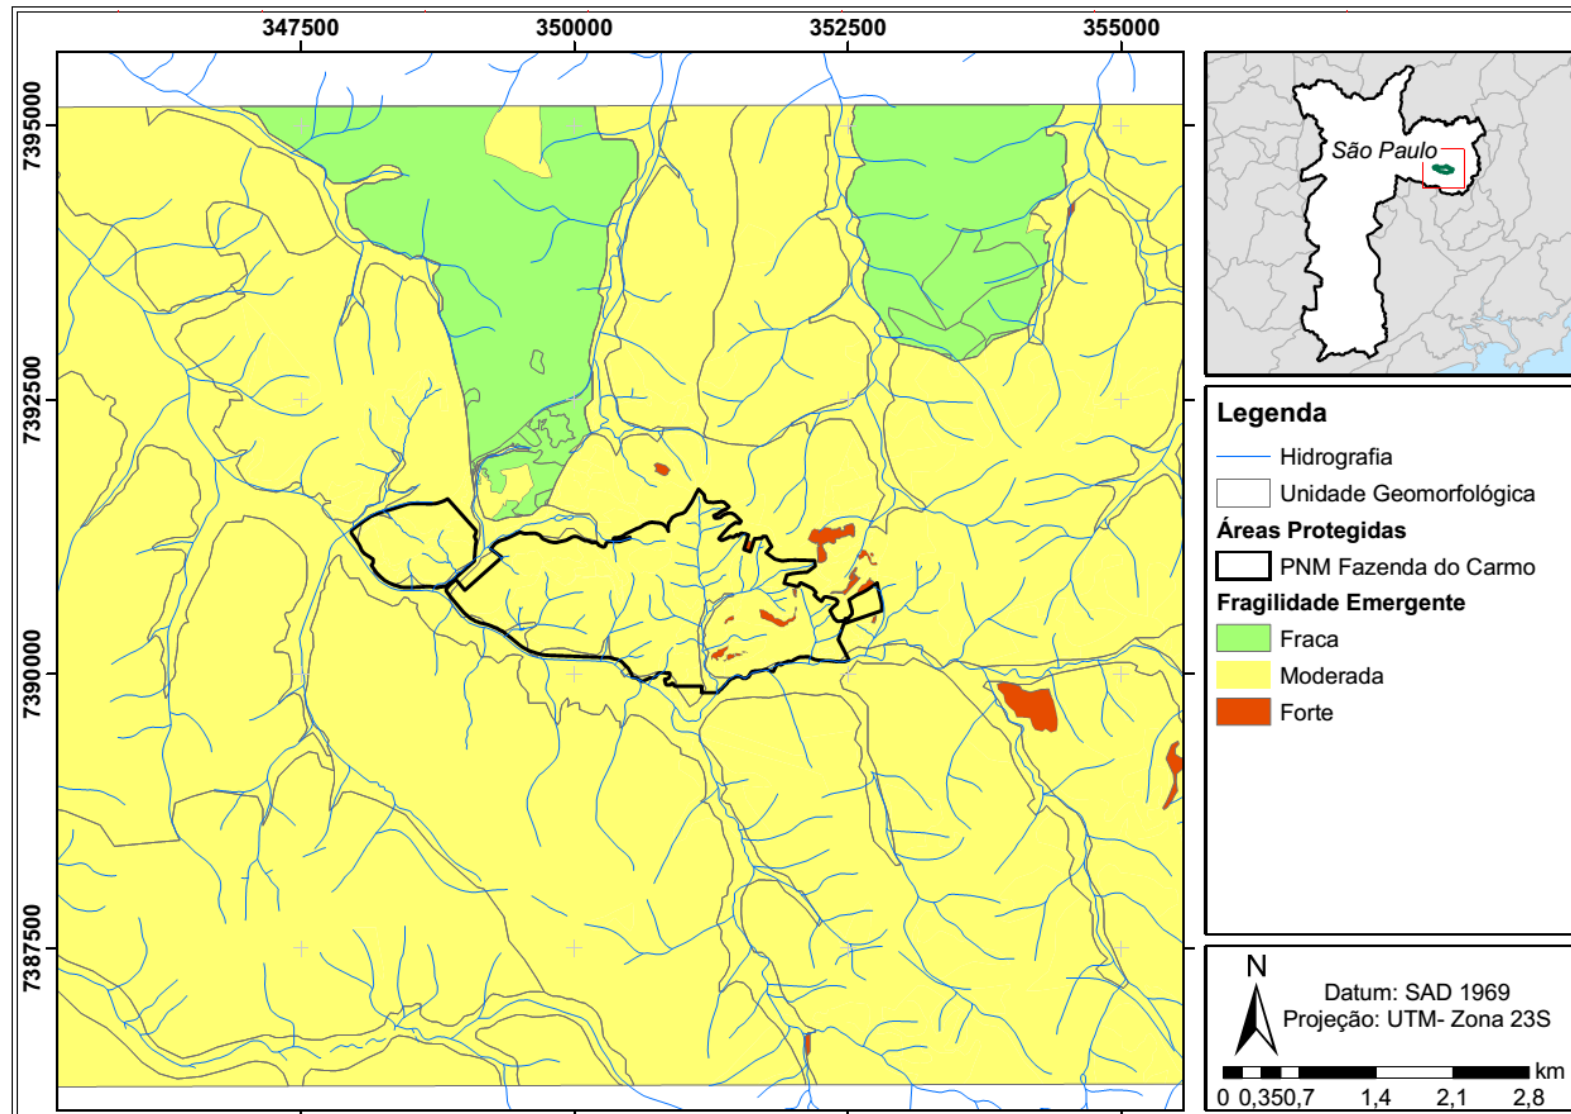 347500 350000 352500 355000
7395000
7392500
7390000
7387500
São Paulo
Legenda
Hidrografia
Unidade Geomorfológica
Áreas Protegidas
PNM Fazenda do Carmo
Fragilidade Emergente
Fraca
Moderada
Forte
N
Datum: SAD 1969
Projeção: UTM- Zona 23S
km
0 0,350,7 1,4 2,1 2,8